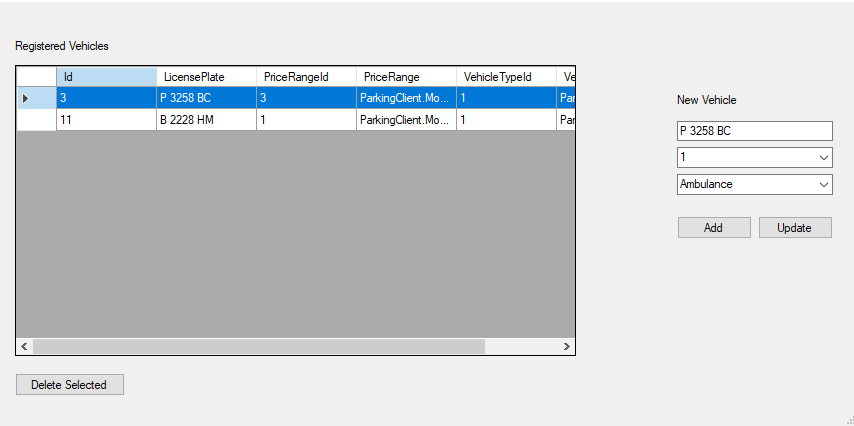 Registered Vehicles
Id LicensePlate PriceRangeId PriceRange VehicleTypeId Ve
3 P 3258 BC 3 ParkingClient.Mo... 1 Par
11 B 2228 HM 1 ParkingClient.Mo... 1 Par
New Vehicle
P 3258 BC
1
Ambulance
Add Update
Delete Selected